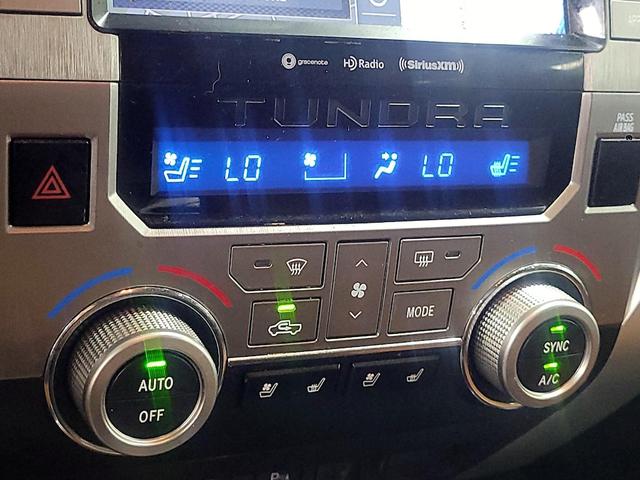 gracenote HD Radio ((SiriusXM))
TUNDRA
PASS
AIR BAG
LO LO
MODE
AUTO
OFF
SYNC
A/C